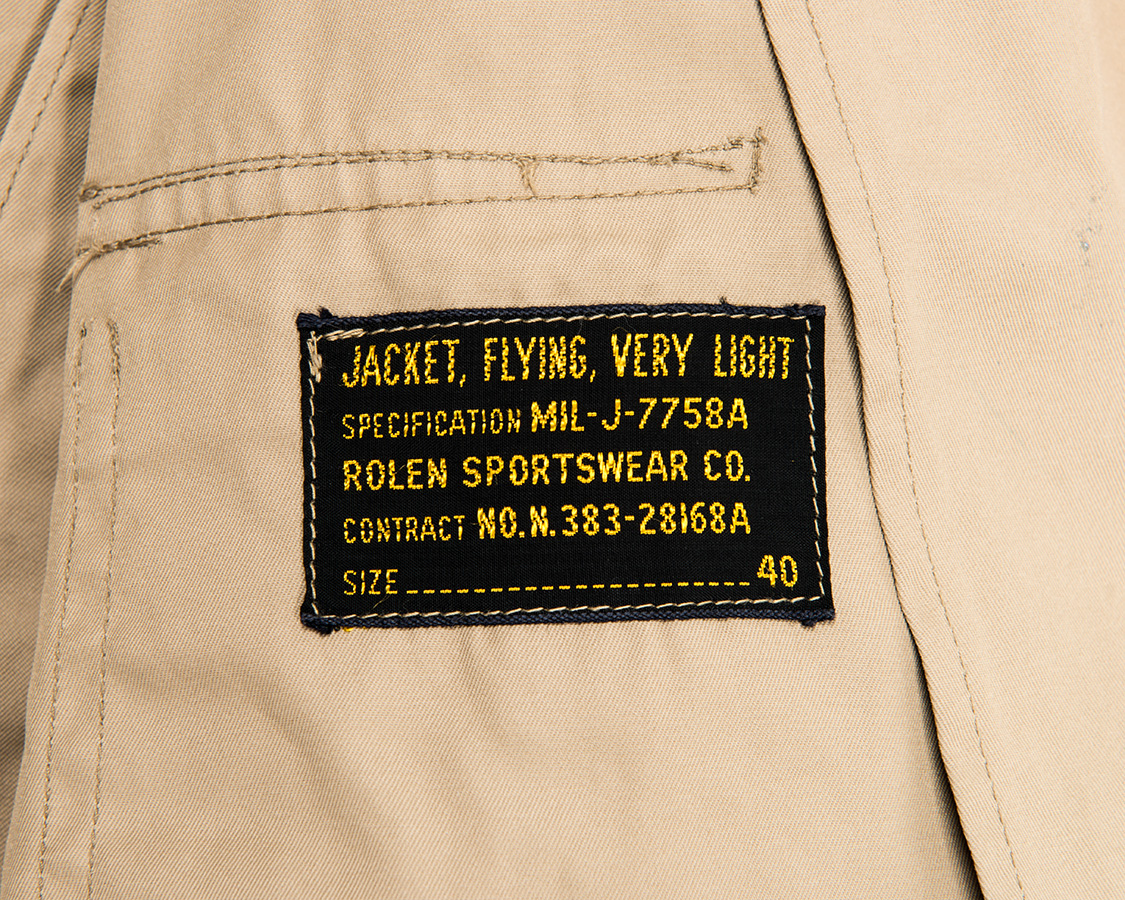 JACKET, FLYING, VERY LIGHT
SPECIFICATION MIL-J-7758A
ROLEN SPORTSWEAR CO.
CONTRACT NO.N.383-28168A
SIZE _ _ _ _ _ _ _ _ _ _ _ _ _ _ _ _ _ _ 40